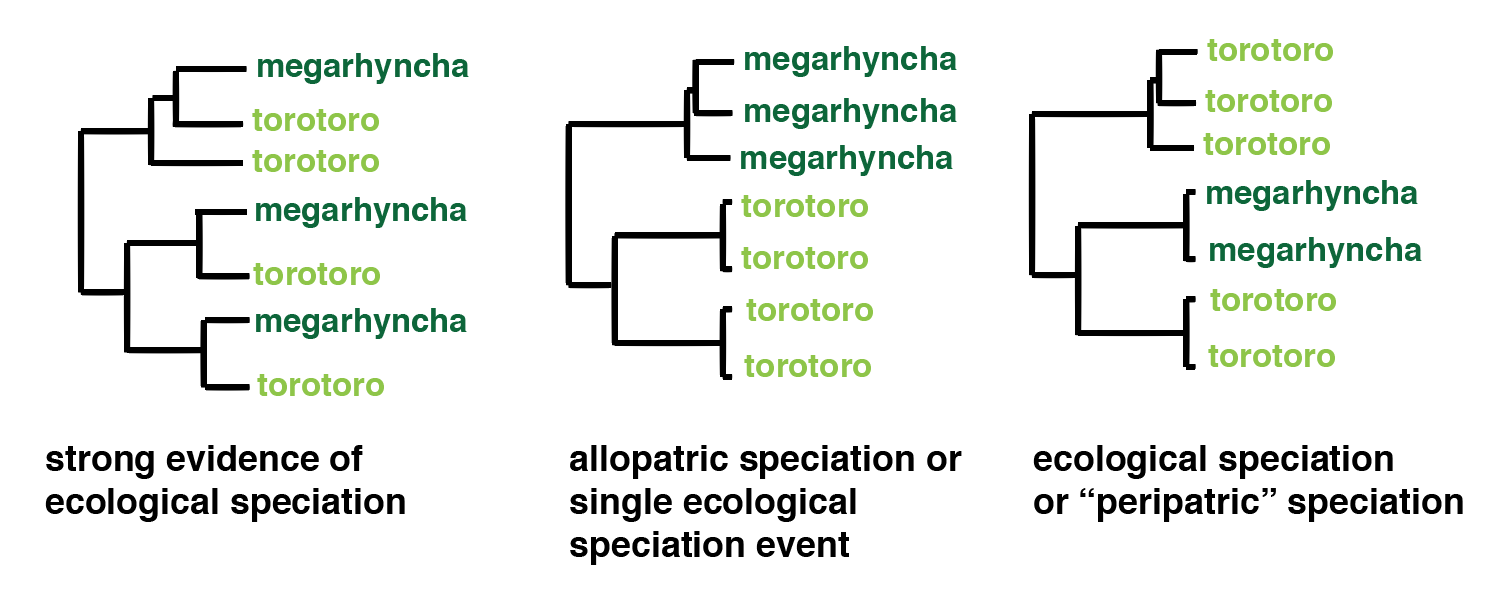 megarhyncha
torotoro
torotoro
megarhyncha
torotoro
megarhyncha
torotoro
strong evidence of
ecological speciation
megarhyncha
megarhyncha
megarhyncha
torotoro
torotoro
torotoro
torotoro
allopatric speciation or
single ecological
speciation event
torotoro
torotoro
torotoro
megarhyncha
megarhyncha
torotoro
torotoro
ecological speciation
or “peripatric” speciation